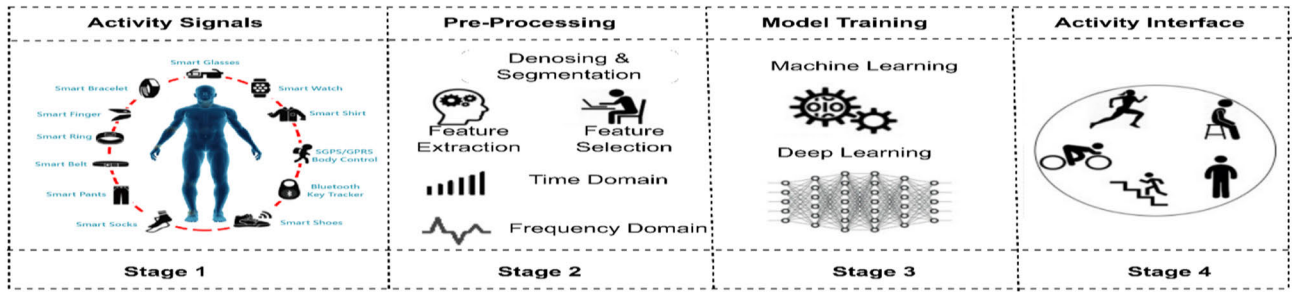 Activity Signals
Pre-Processing
Model Training
Activity Interface
Smart Glasses
Smart Bracelet
Smart Watch
Smart Finger
Smart Shirt
Smart Ring
SGPS/GPRS
Body Control
Smart Belt
Smart Pants
Bluetooth
Key Tracker
Smart Socks
Smart Shoes
Denosing &
Segmentation
Feature
Extraction
Feature
Selection
Time Domain
Frequency Domain
Machine Learning
Deep Learning
Stage 1
Stage 2
Stage 3
Stage 4